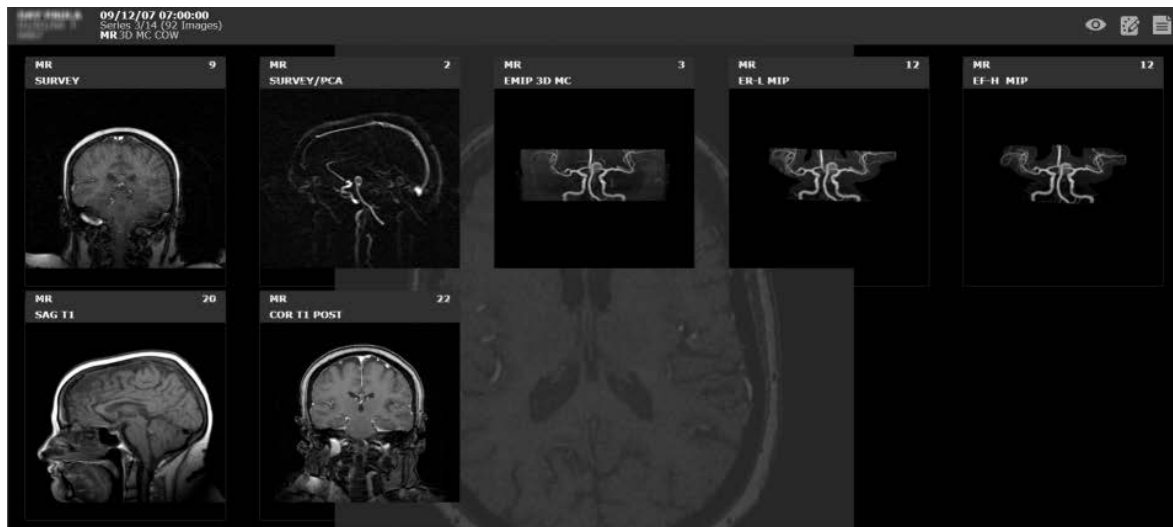 09/12/07 07:00:00
Series 3/14 (92 Images)
MR 3D MC COW
MR 9
SURVEY
MR 2
SURVEY/PCA
MR 3
EMIP 3D MC
MR 12
ER-L MIP
MR 12
EF-H MIP
MR 20
SAG T1
MR 22
COR T1 POST